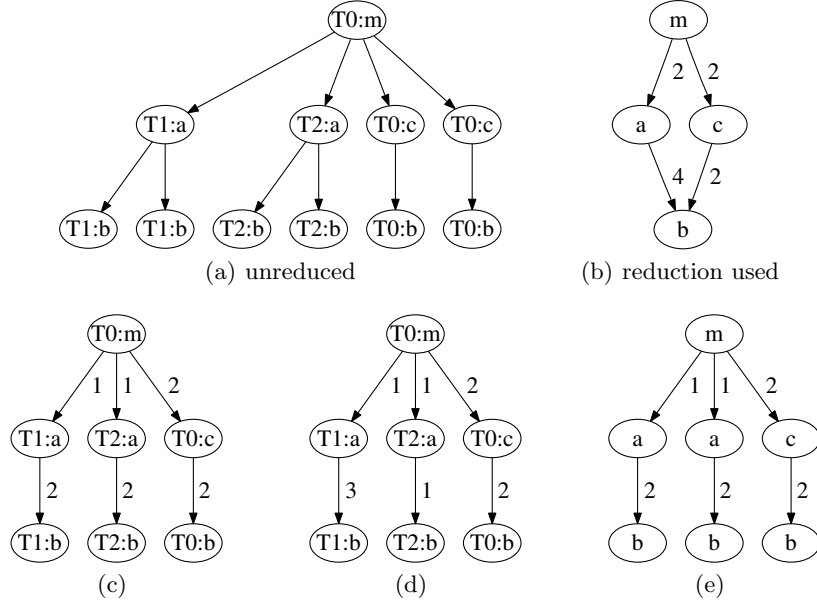 T0:m
T1:a T2:a T0:c T0:c
T1:b T1:b T2:b T2:b T0:b T0:b
(a) unreduced
m
2 2
a c
4 2
b
(b) reduction used
T0:m
1 1 2
T1:a T2:a T0:c
2 2 2
T1:b T2:b T0:b
(c)
T0:m
1 1 2
T1:a T2:a T0:c
3 1 2
T1:b T2:b T0:b
(d)
m
1 1 2
a a c
2 2 2
b b b
(e)